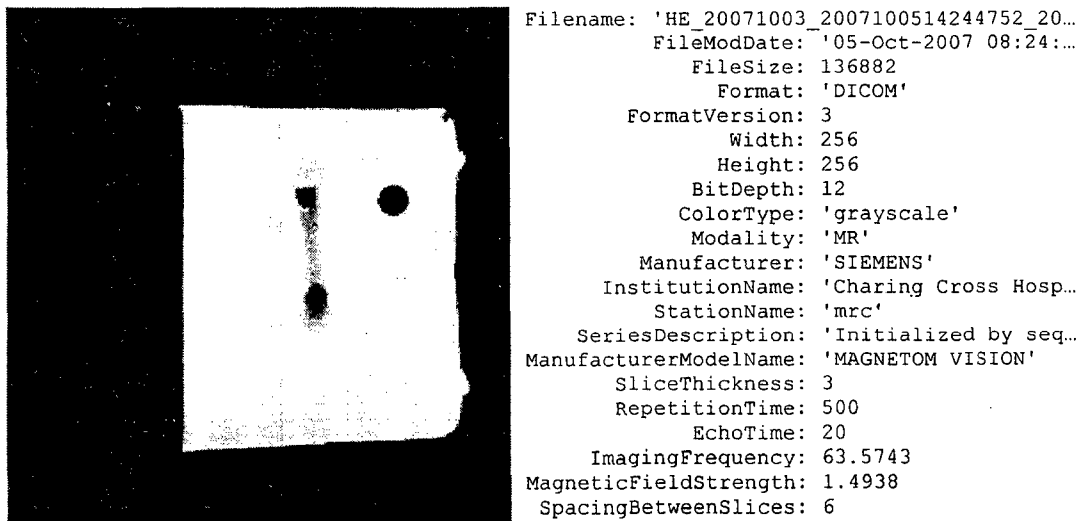 Filename: 'HE_20071003_2007100514244752_20…
FileModDate: '05-Oct-2007 08:24:…
FileSize: 136882
Format: 'DICOM'
FormatVersion: 3
Width: 256
Height: 256
BitDepth: 12
ColorType: 'grayscale'
Modality: 'MR'
Manufacturer: 'SIEMENS'
InstitutionName: 'Charing Cross Hosp…
StationName: 'mrc'
SeriesDescription: 'Initialized by seq…
ManufacturerModelName: 'MAGNETOM VISION'
SliceThickness: 3
RepetitionTime: 500
EchoTime: 20
ImagingFrequency: 63.5743
MagneticFieldStrength: 1.4938
SpacingBetweenSlices: 6